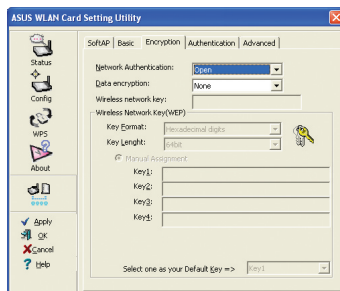 ASUS WLAN Card Setting Utility
Status
Config
WPS
About
Apply
OK
Cancel
Help
SoftAP Basic Encryption Authentication Advanced
Network Authentication: Open
Data encryption: None
Wireless network key:
Wireless Network Key(WEP)
Key Format: Hexadecimal digits
Key Lenght: 64bit
Manual Assignment
Key1:
Key2:
Key3:
Key4:
Select one as your Default Key => Key1